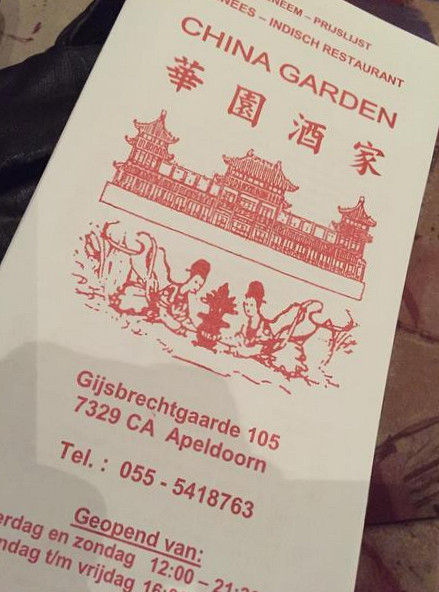 PRIJSLIJST
INDISCH RESTAURANT
CHINA GARDEN
華園酒家
Gijsbrechtgaarde 105
7329 CA Apeldoorn
Tel. : 055 - 5418763
Geopend van:
en zondag 12:00 –
t/m vrijdag